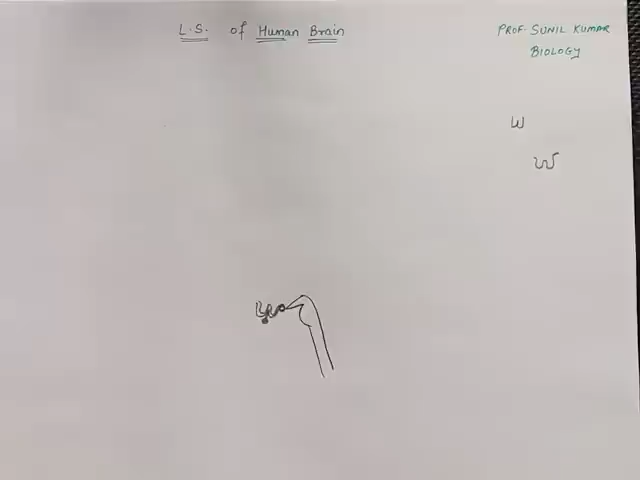 L.S. of Human Brain
PROF. SUNIL KUMAR
BIOLOGY
W
W